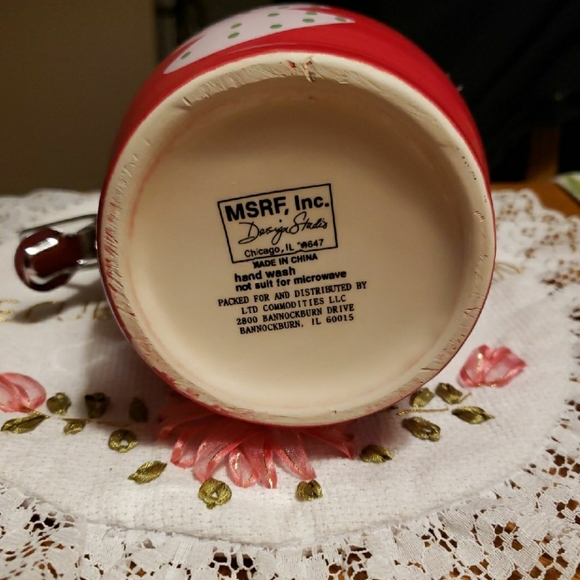 MSRF, Inc.
Design Studio
Chicago, IL 60647
MADE IN CHINA
hand wash
not suit for microwave
PACKED FOR AND DISTRIBUTED BY
LTD COMMODITIES LLC
2800 BANNOCKBURN DRIVE
BANNOCKBURN, IL 60015